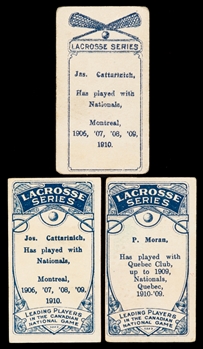 LACROSSE SERIES
Jos. Cattarinich,
Has played with
Nationals,
Montreal,
1906, '07, '08, '09,
1910.
LACROSSE
SERIES
Jos. Cattarinich,
Has played with
Nationals,
Montreal,
1906, '07, '08, '09.
1910.
LEADING PLAYERS
IN THE CANADIAN
NATIONAL GAME
LACROSSE
SERIES
P. Moran,
Has played with
Quebec Club,
up to 1909,
Nationals,
Quebec,
1910-'09.
LEADING PLAYERS
IN THE CANADIAN
NATIONAL GAME